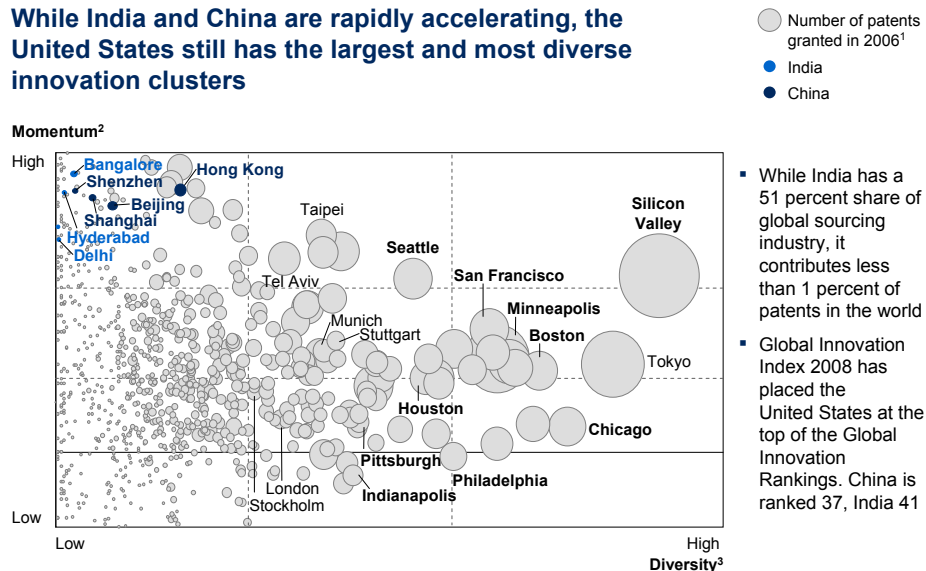 While India and China are rapidly accelerating, the
United States still has the largest and most diverse
innovation clusters
Number of patents
granted in 2006¹
India
China
Momentum²
High
Bangalore
Shenzhen
Hong Kong
Beijing
Shanghai
Hyderabad
Delhi
Taipei
Tel Aviv
Seattle
Silicon
Valley
San Francisco
Minneapolis
Boston
Munich
Stuttgart
Tokyo
Houston
Chicago
Pittsburgh
Philadelphia
Indianapolis
London
Stockholm
Low
Low
High
Diversity³
▪ While India has a
51 percent share of
global sourcing
industry, it
contributes less
than 1 percent of
patents in the world
▪ Global Innovation
Index 2008 has
placed the
United States at the
top of the Global
Innovation
Rankings. China is
ranked 37, India 41